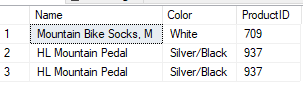 Name Color ProductID
1 Mountain Bike Socks, M White 709
2 HL Mountain Pedal Silver/Black 937
3 HL Mountain Pedal Silver/Black 937